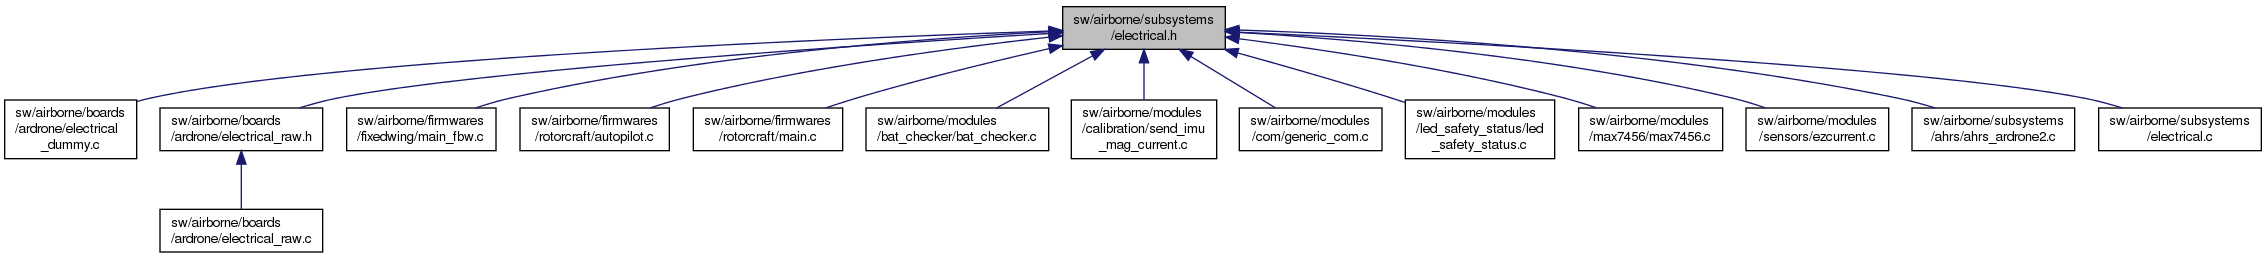 sw/airborne/subsystems
/electrical.h
sw/airborne/boards
/ardrone/electrical
_dummy.c
sw/airborne/boards
/ardrone/electrical_raw.h
sw/airborne/firmwares
/fixedwing/main_fbw.c
sw/airborne/firmwares
/rotorcraft/autopilot.c
sw/airborne/firmwares
/rotorcraft/main.c
sw/airborne/modules
/bat_checker/bat_checker.c
sw/airborne/modules
/calibration/send_imu
_mag_current.c
sw/airborne/modules
/com/generic_com.c
sw/airborne/modules
/led_safety_status/led
_safety_status.c
sw/airborne/modules
/max7456/max7456.c
sw/airborne/modules
/sensors/ezcurrent.c
sw/airborne/subsystems
/ahrs/ahrs_ardrone2.c
sw/airborne/subsystems
/electrical.c
sw/airborne/boards
/ardrone/electrical_raw.c